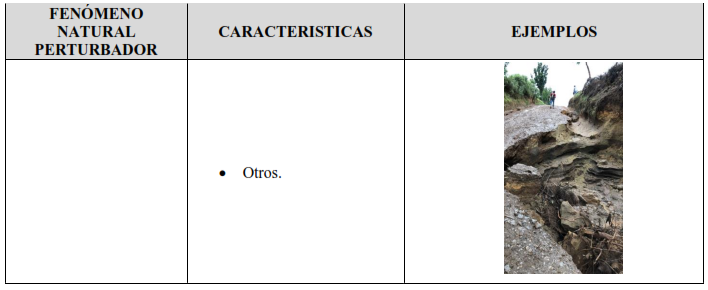 FENÓMENO
NATURAL
PERTURBADOR
CARACTERISTICAS
EJEMPLOS
• Otros.